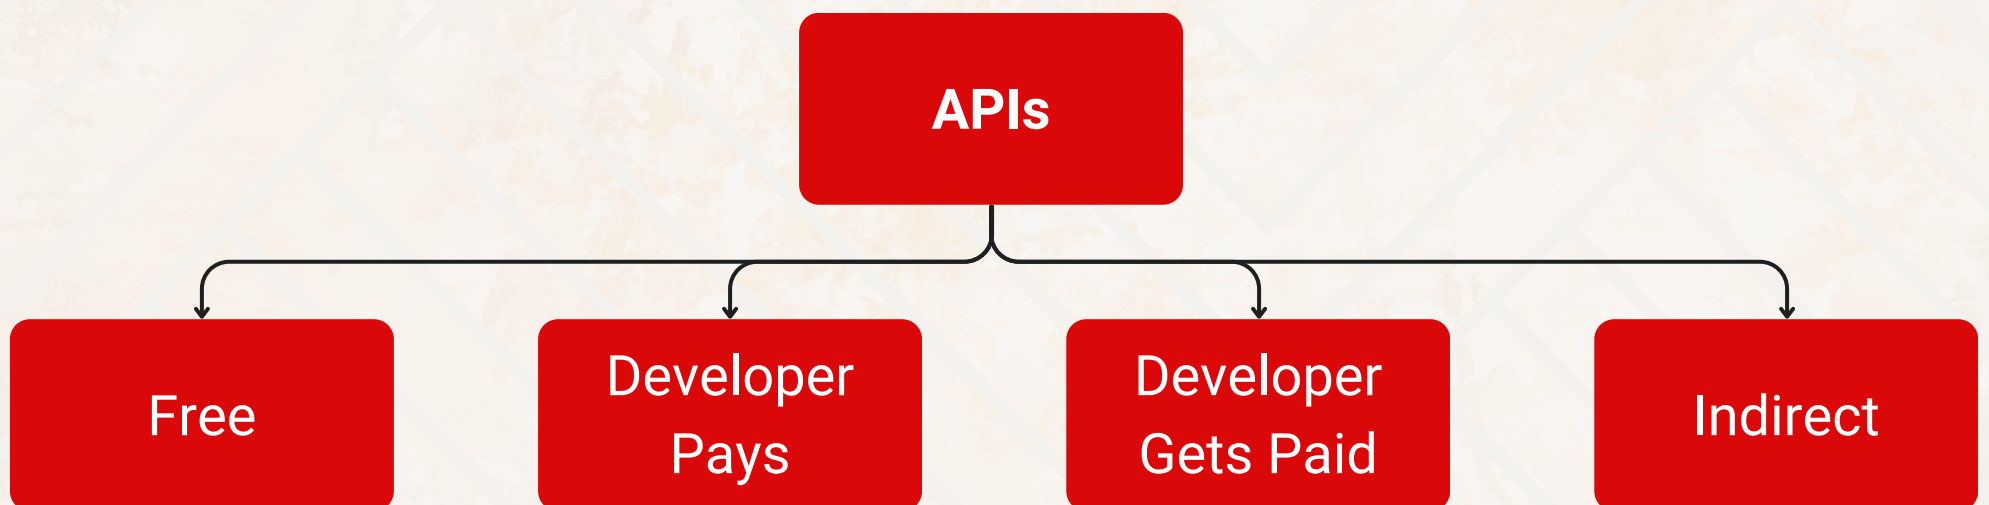 APIs
Free
Developer
Pays
Developer
Gets Paid
Indirect